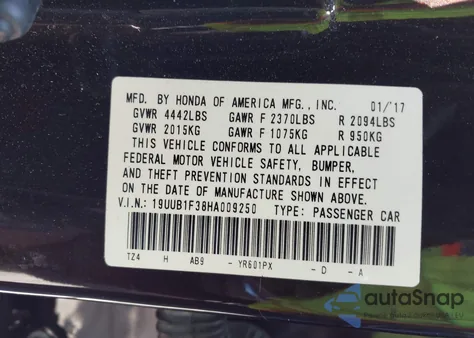 MFD. BY HONDA OF AMERICA MFG., INC. 01/'17
GVWR 4442LBS GAWR F 2370LBS R 2094LBS
GVWR 2015KG GAWR F 1075KG R 950KG
THIS VEHICLE CONFORMS TO ALL APPLICABLE
FEDERAL MOTOR VEHICLE SAFETY, BUMPER,
AND THEFT PREVENTION STANDARDS IN EFFECT
ON THE DATE OF MANUFACTURE SHOWN ABOVE.
V.I.N.: 19UUB1F38HA009250 TYPE: PASSENGER CAR
TZ4 H AB9 - YR601PX - D - A
autoSnap